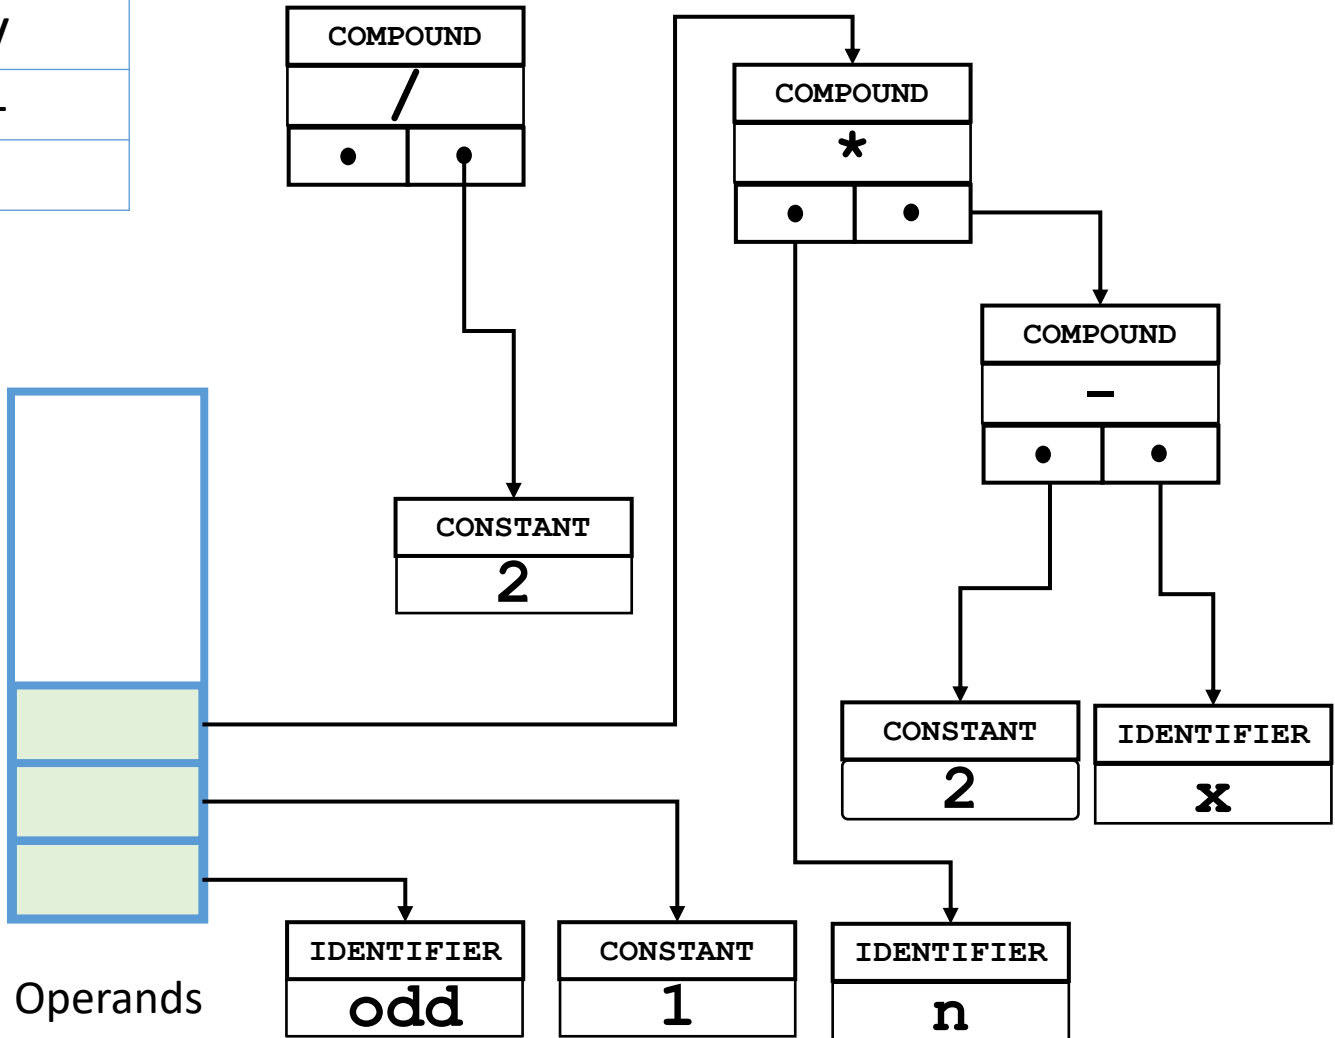 /
COMPOUND
/
COMPOUND
*
COMPOUND
-
CONSTANT
2
CONSTANT
2
IDENTIFIER
x
IDENTIFIER
odd
CONSTANT
1
IDENTIFIER
n
Operands